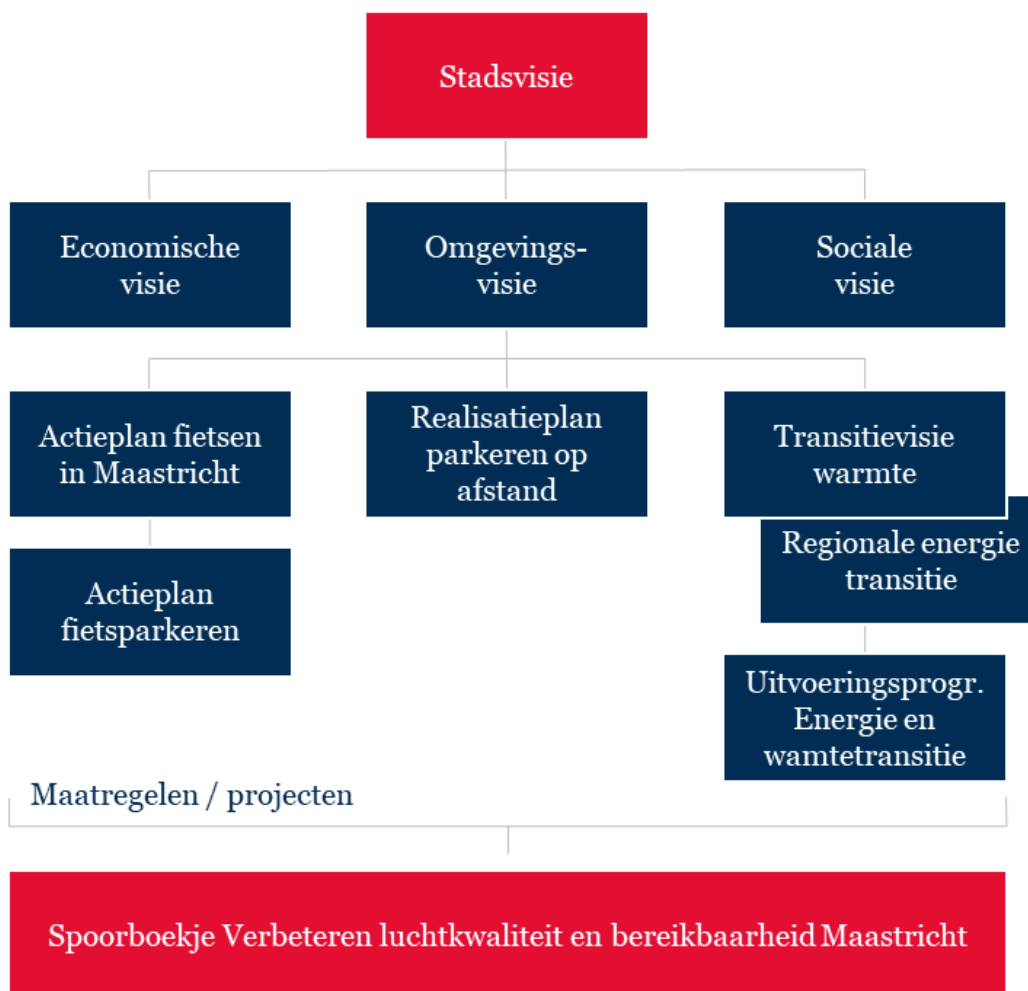 Stadsvisie
Economische
visie
Omgevings-
visie
Sociale
visie
Actieplan fietsen
in Maastricht
Realisatieplan
parkeren op
afstand
Transitievisie
warmte
Regionale energie
transitie
Actieplan
fietsparkeren
Uitvoeringsprogr.
Energie en
wamtetransitie
Maatregelen / projecten
Spoorboekje Verbeteren luchtkwaliteit en bereikbaarheid Maastricht